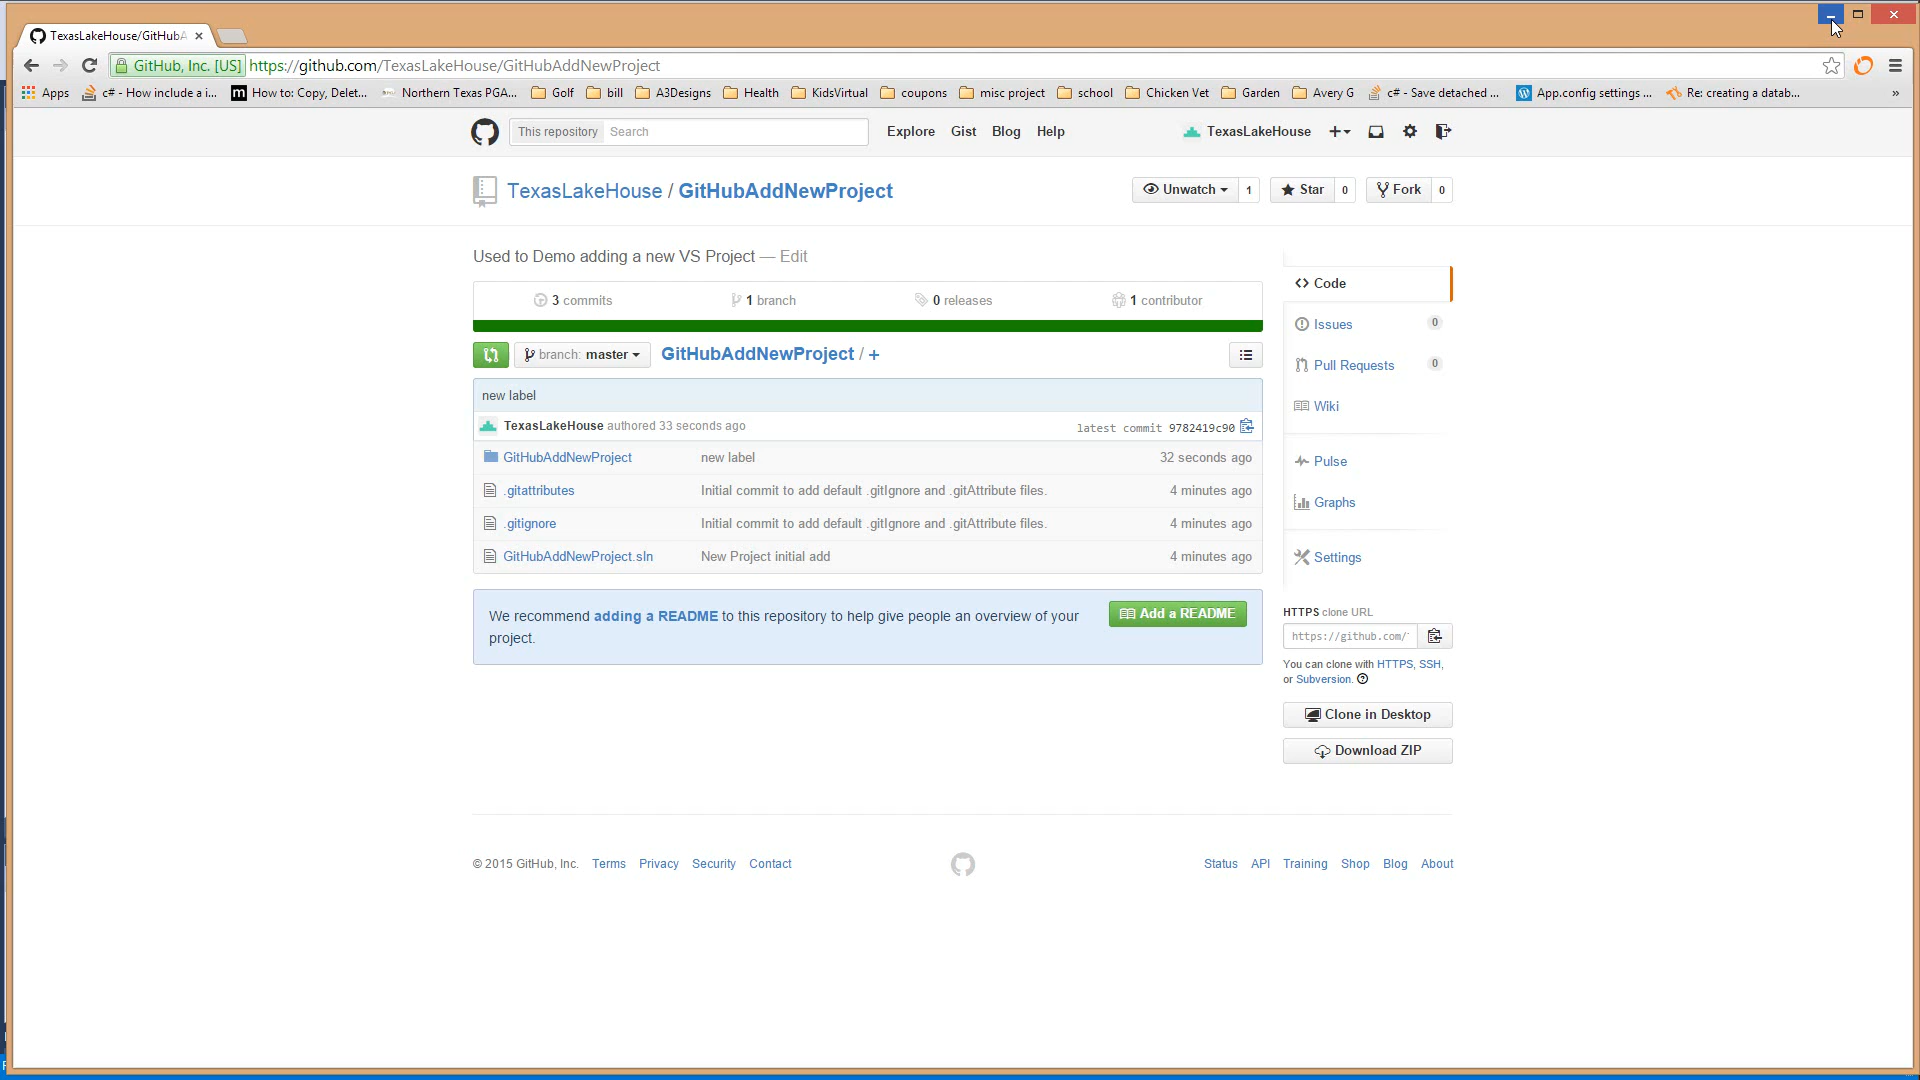 TexasLakeHouse/GitHubA
GitHub, Inc. [US] https://github.com/TexasLakeHouse/GitHubAddNewProject
Apps c# - How include a i... How to: Copy, Delet... Northern Texas PGA... Golf bill A3Designs Health KidsVirtual coupons misc project school Chicken Vet Garden Avery G c# - Save detached ... App.config settings ... Re: creating a datab... »
This repository Search Explore Gist Blog Help TexasLakeHouse
TexasLakeHouse / GitHubAddNewProject Unwatch 1 Star 0 Fork 0
Used to Demo adding a new VS Project — Edit
3 commits 1 branch 0 releases 1 contributor
branch: master GitHubAddNewProject / +
new label
TexasLakeHouse authored 33 seconds ago latest commit 9782419c90
GitHubAddNewProject new label 32 seconds ago
.gitattributes Initial commit to add default .gitIgnore and .gitAttribute files. 4 minutes ago
.gitignore Initial commit to add default .gitIgnore and .gitAttribute files. 4 minutes ago
GitHubAddNewProject.sln New Project initial add 4 minutes ago
We recommend adding a README to this repository to help give people an overview of your
project.
Add a README
Code
Issues 0
Pull Requests 0
Wiki
Pulse
Graphs
Settings
HTTPS clone URL
https://github.com/
You can clone with HTTPS, SSH,
or Subversion.
Clone in Desktop
Download ZIP
© 2015 GitHub, Inc. Terms Privacy Security Contact Status API Training Shop Blog About